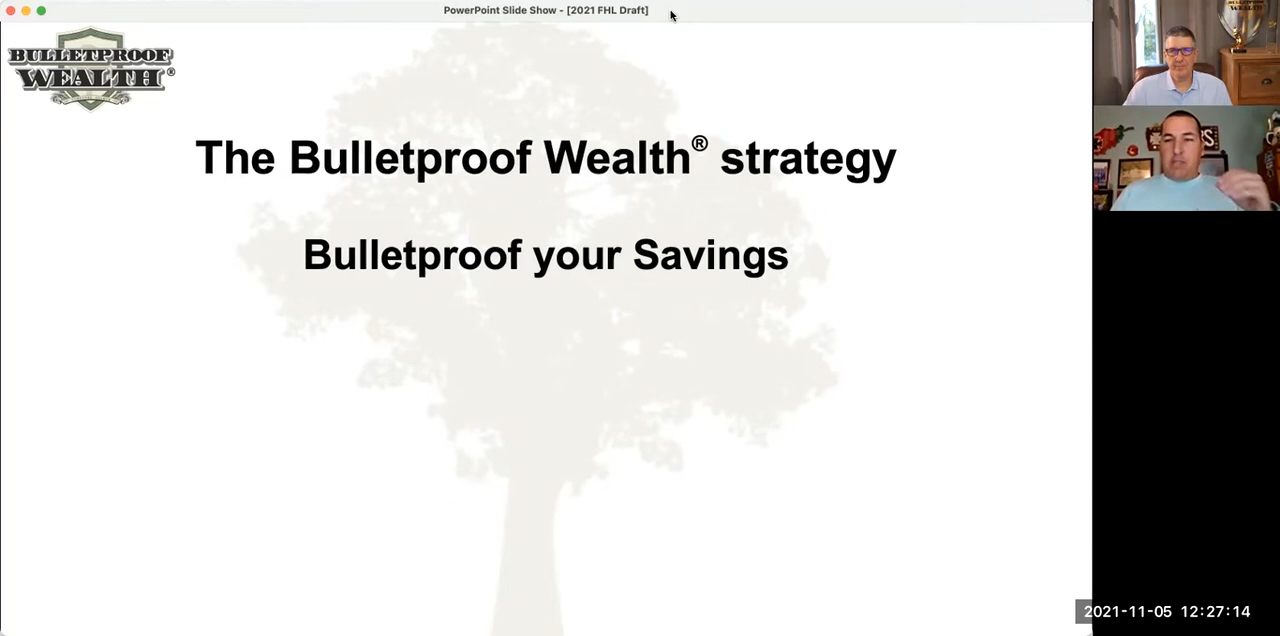 PowerPoint Slide Show - [2021 FHL Draft]
BULLETPROOF
WEALTH®
The Bulletproof Wealth® strategy
Bulletproof your Savings
2021-11-05 12:27:14